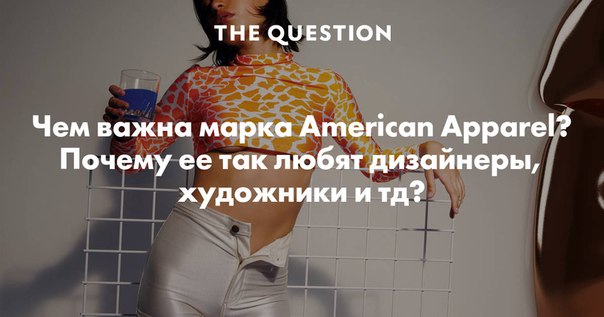 THE QUESTION
Чем важна марка American Apparel?
Почему ее так любят дизайнеры,
художники и тд?